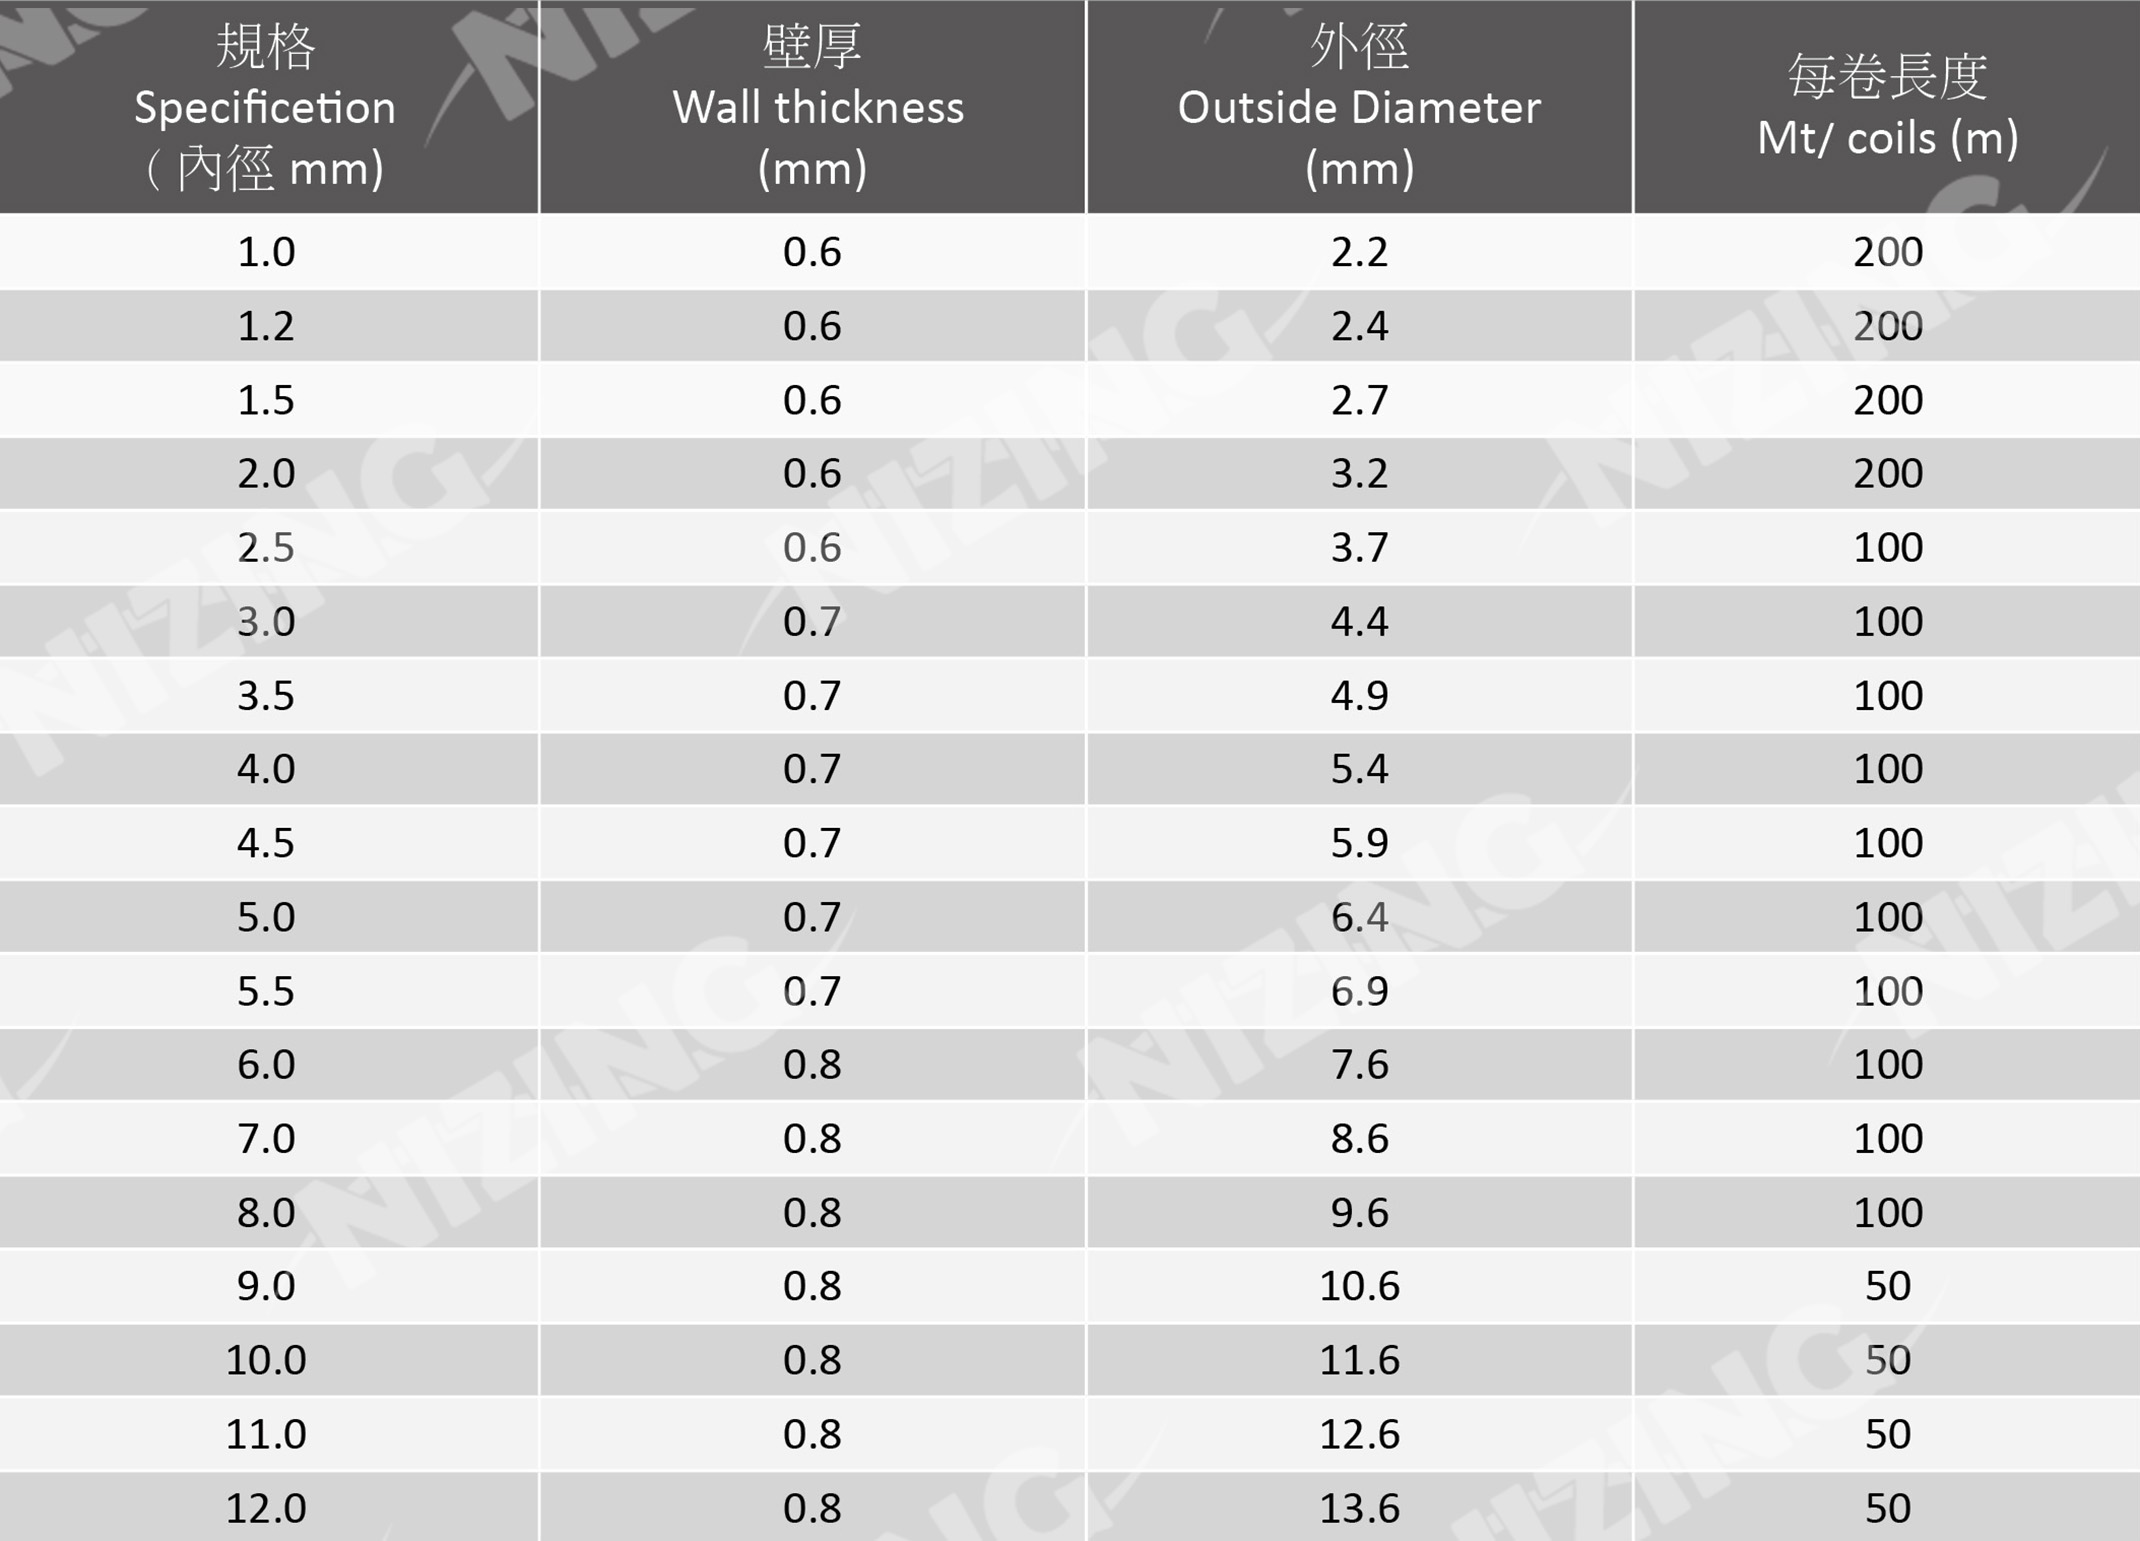 規格
Specificetion
（ 內徑 mm)
壁厚
Wall thickness
(mm)
外徑
Outside Diameter
(mm)
每卷長度
Mt/ coils (m)
1.0 0.6 2.2 200
1.2 0.6 2.4 200
1.5 0.6 2.7 200
2.0 0.6 3.2 200
2.5 0.6 3.7 100
3.0 0.7 4.4 100
3.5 0.7 4.9 100
4.0 0.7 5.4 100
4.5 0.7 5.9 100
5.0 0.7 6.4 100
5.5 0.7 6.9 100
6.0 0.8 7.6 100
7.0 0.8 8.6 100
8.0 0.8 9.6 100
9.0 0.8 10.6 50
10.0 0.8 11.6 50
11.0 0.8 12.6 50
12.0 0.8 13.6 50
NIZING
NIZING
NIZING
NIZING
NIZING